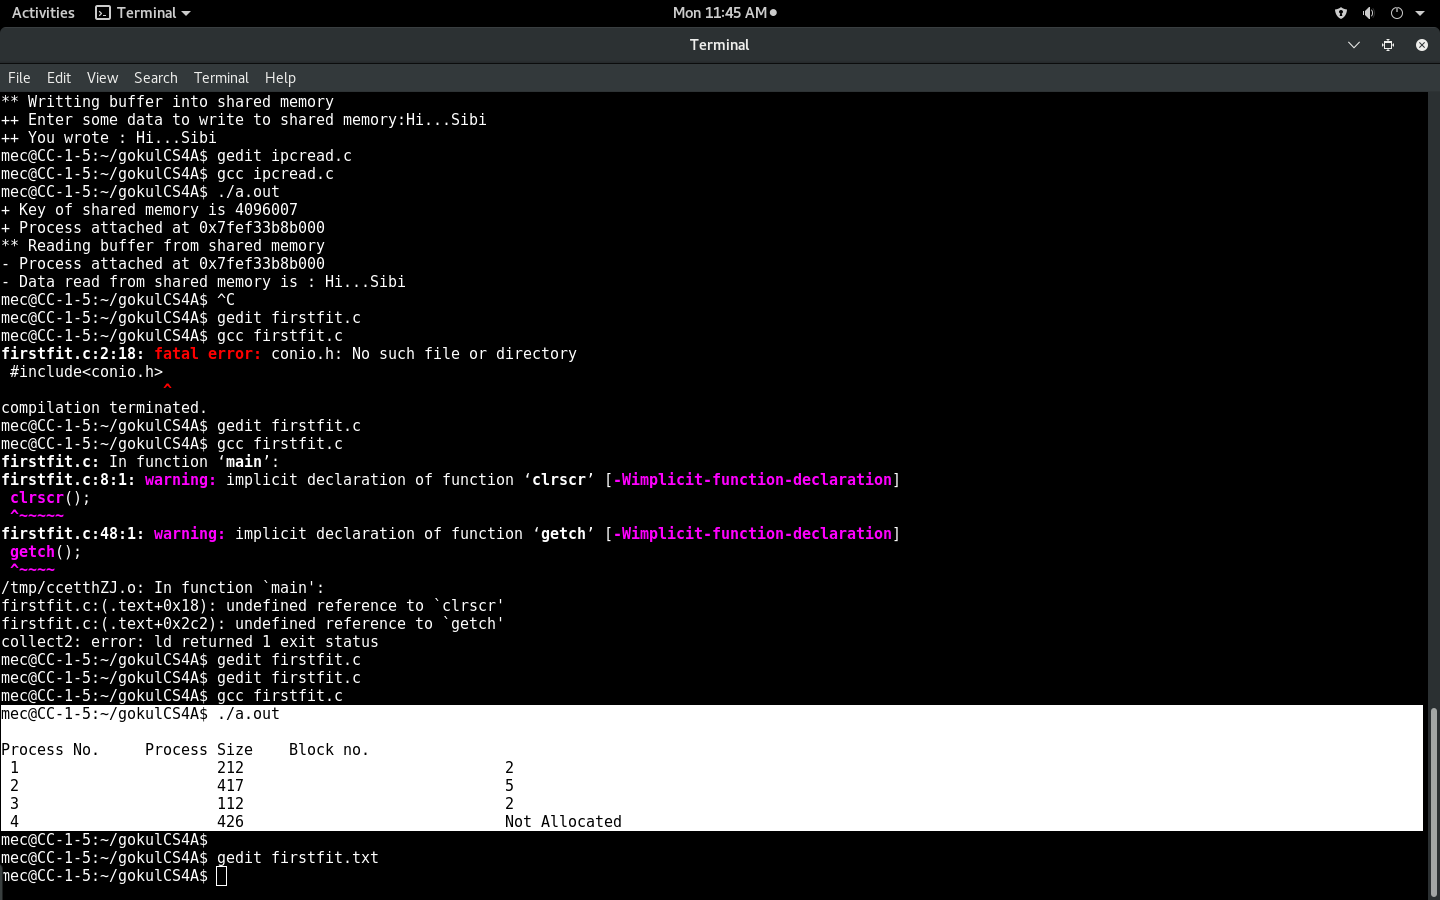 Activities Terminal Mon 11:45 AM
Terminal
File Edit View Search Terminal Help
** Writting buffer into shared memory
++ Enter some data to write to shared memory:Hi...Sibi
++ You wrote : Hi...Sibi
mec@CC-1-5:~/gokulCS4A$ gedit ipcread.c
mec@CC-1-5:~/gokulCS4A$ gcc ipcread.c
mec@CC-1-5:~/gokulCS4A$ ./a.out
+ Key of shared memory is 4096007
+ Process attached at 0x7fef33b8b000
** Reading buffer from shared memory
- Process attached at 0x7fef33b8b000
- Data read from shared memory is : Hi...Sibi
mec@CC-1-5:~/gokulCS4A$ ^C
mec@CC-1-5:~/gokulCS4A$ gedit firstfit.c
mec@CC-1-5:~/gokulCS4A$ gcc firstfit.c
firstfit.c:2:18: fatal error: conio.h: No such file or directory
 #include<conio.h>
                  ^
compilation terminated.
mec@CC-1-5:~/gokulCS4A$ gedit firstfit.c
mec@CC-1-5:~/gokulCS4A$ gcc firstfit.c
firstfit.c: In function ‘main’:
firstfit.c:8:1: warning: implicit declaration of function ‘clrscr’ [-Wimplicit-function-declaration]
 clrscr();
 ^~~~~~
firstfit.c:48:1: warning: implicit declaration of function ‘getch’ [-Wimplicit-function-declaration]
 getch();
 ^~~~~
/tmp/ccetthZJ.o: In function `main':
firstfit.c:(.text+0x18): undefined reference to `clrscr'
firstfit.c:(.text+0x2c2): undefined reference to `getch'
collect2: error: ld returned 1 exit status
mec@CC-1-5:~/gokulCS4A$ gedit firstfit.c
mec@CC-1-5:~/gokulCS4A$ gedit firstfit.c
mec@CC-1-5:~/gokulCS4A$ gcc firstfit.c
mec@CC-1-5:~/gokulCS4A$ ./a.out
Process No.     Process Size    Block no.
 1                      212                             2
 2                      417                             5
 3                      112                             2
 4                      426                             Not Allocated
mec@CC-1-5:~/gokulCS4A$
mec@CC-1-5:~/gokulCS4A$ gedit firstfit.txt
mec@CC-1-5:~/gokulCS4A$